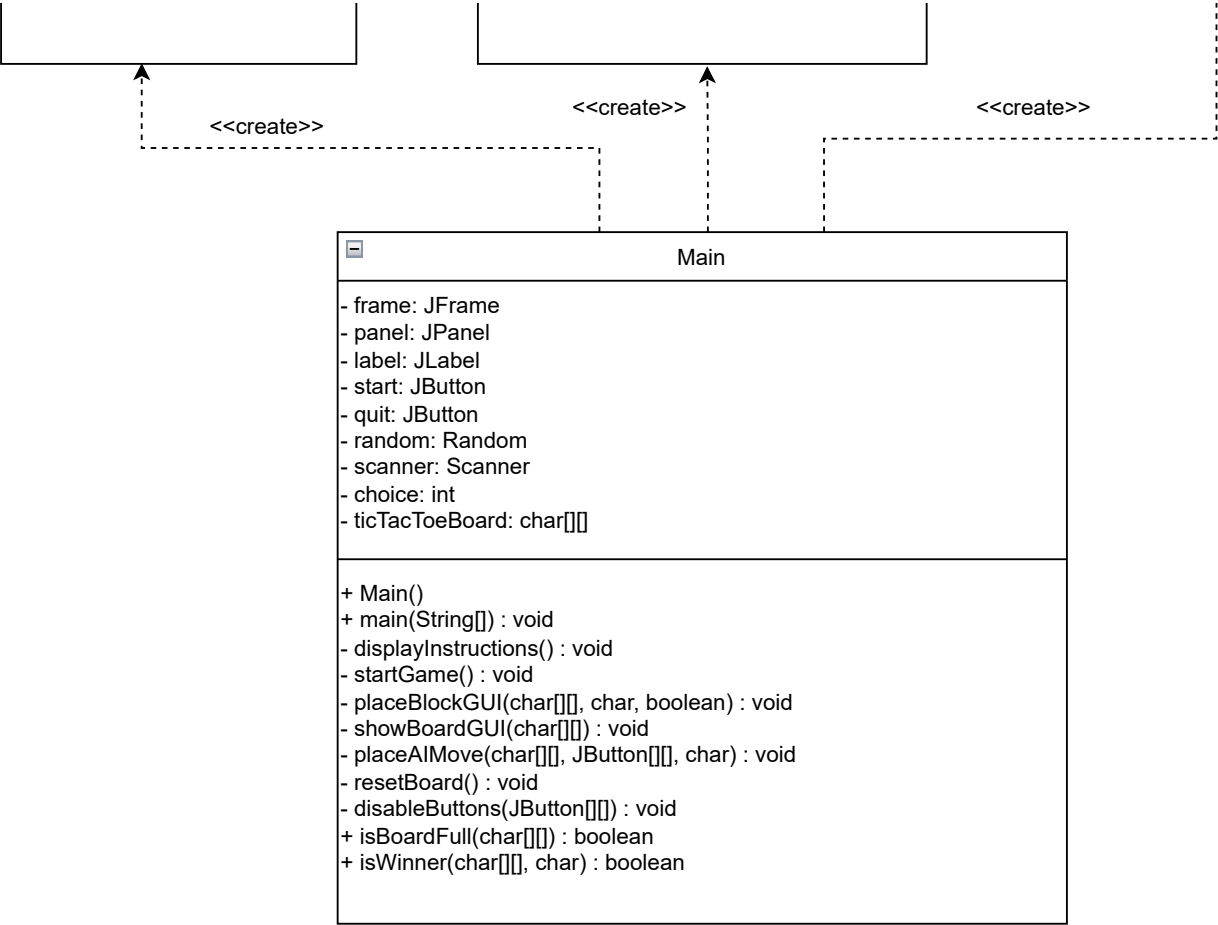 <<create>>
<<create>>
<<create>>
Main
- frame: JFrame
- panel: JPanel
- label: JLabel
- start: JButton
- quit: JButton
- random: Random
- scanner: Scanner
- choice: int
- ticTacToeBoard: char[][]
+ Main()
+ main(String[]) : void
- displayInstructions() : void
- startGame() : void
- placeBlockGUI(char[][], char, boolean) : void
- showBoardGUI(char[][]) : void
- placeAIMove(char[][], JButton[][], char) : void
- resetBoard() : void
- disableButtons(JButton[][]) : void
+ isBoardFull(char[][]) : boolean
+ isWinner(char[][], char) : boolean